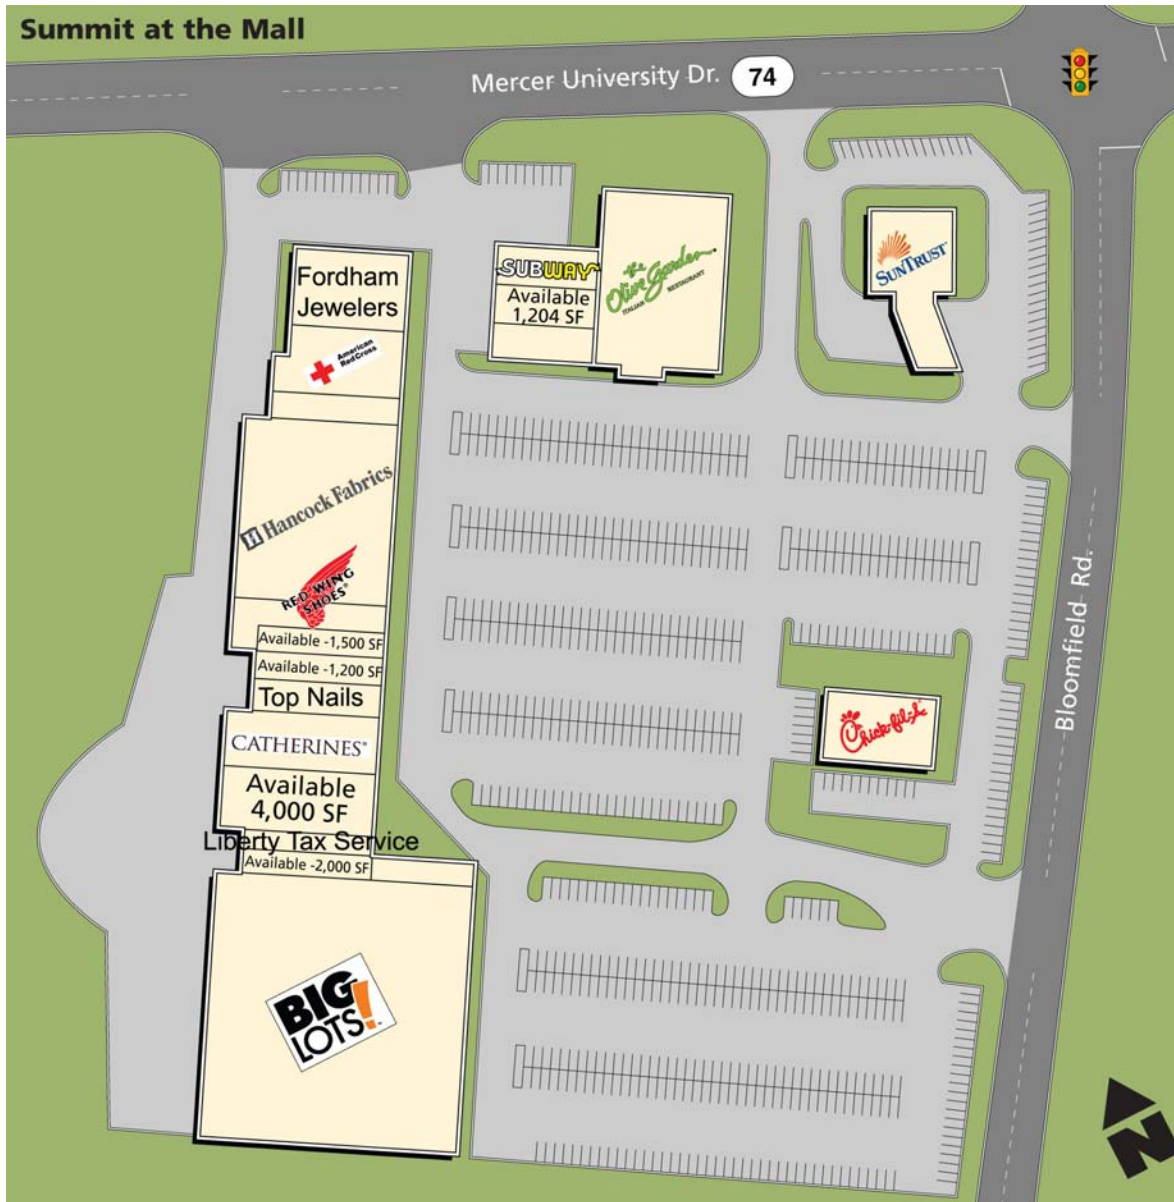 Summit at the Mall
Mercer University Dr.
74
SUBWAY
Available
1,204 SF
the
Olive Garden
ITALIAN RESTAURANT
SUNTRUST
Fordham
Jewelers
American
Red Cross
H Hancock Fabrics
RED WING
SHOES
Available -1,500 SF
Available -1,200 SF
Top Nails
CATHERINES®
Available
4,000 SF
Liberty Tax Service
Available -2,000 SF
BIG
LOTS!
Chick-fil-A
Bloomfield Rd.
N